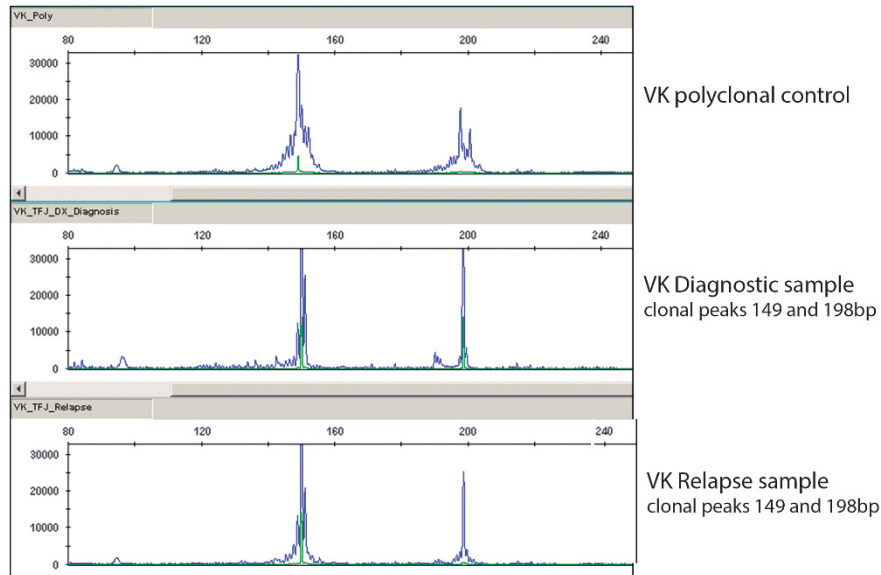 VK_Poly
80 120 160 200 240
30000
20000
10000
0
VK polyclonal control
VK_TFJ_DX_Diagnosis
80 120 160 200 240
30000
20000
10000
0
VK Diagnostic sample
clonal peaks 149 and 198bp
VK_TFJ_Relapse
80 120 160 200 240
30000
20000
10000
0
VK Relapse sample
clonal peaks 149 and 198bp